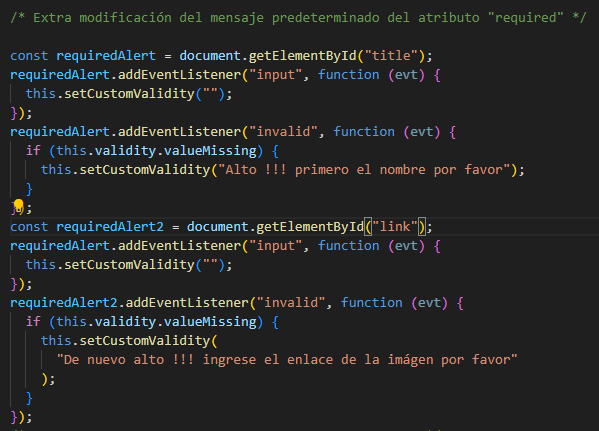 /* Extra modificación del mensaje predeterminado del atributo "required" */
const requiredAlert = document.getElementById("title");
requiredAlert.addEventListener("input", function (evt) {
  this.setCustomValidity("");
});
requiredAlert.addEventListener("invalid", function (evt) {
  if (this.validity.valueMissing) {
    this.setCustomValidity("Alto !!! primero el nombre por favor");
  }
});
const requiredAlert2 = document.getElementById("link");
requiredAlert.addEventListener("input", function (evt) {
  this.setCustomValidity("");
});
requiredAlert2.addEventListener("invalid", function (evt) {
  if (this.validity.valueMissing) {
    this.setCustomValidity(
      "De nuevo alto !!! ingrese el enlace de la imágen por favor"
    );
  }
});